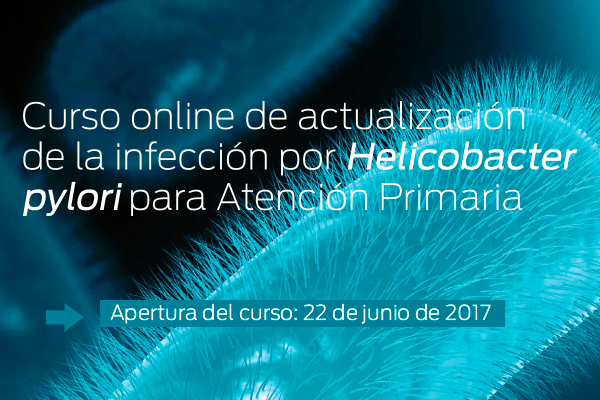 Curso online de actualización
de la infección por Helicobacter
pylori para Atención Primaria
Apertura del curso: 22 de junio de 2017